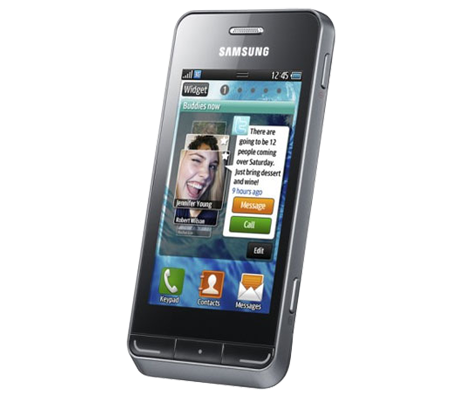 SAMSUNG
12:45
Widget
1
Buddies now
There are
going to be 12
people coming
over Saturday.
Just bring dessert
and wine!
9 hours ago
Message
Call
Jennifer Young
Robert Wilson
Edit
Keypad
Contacts
Messages